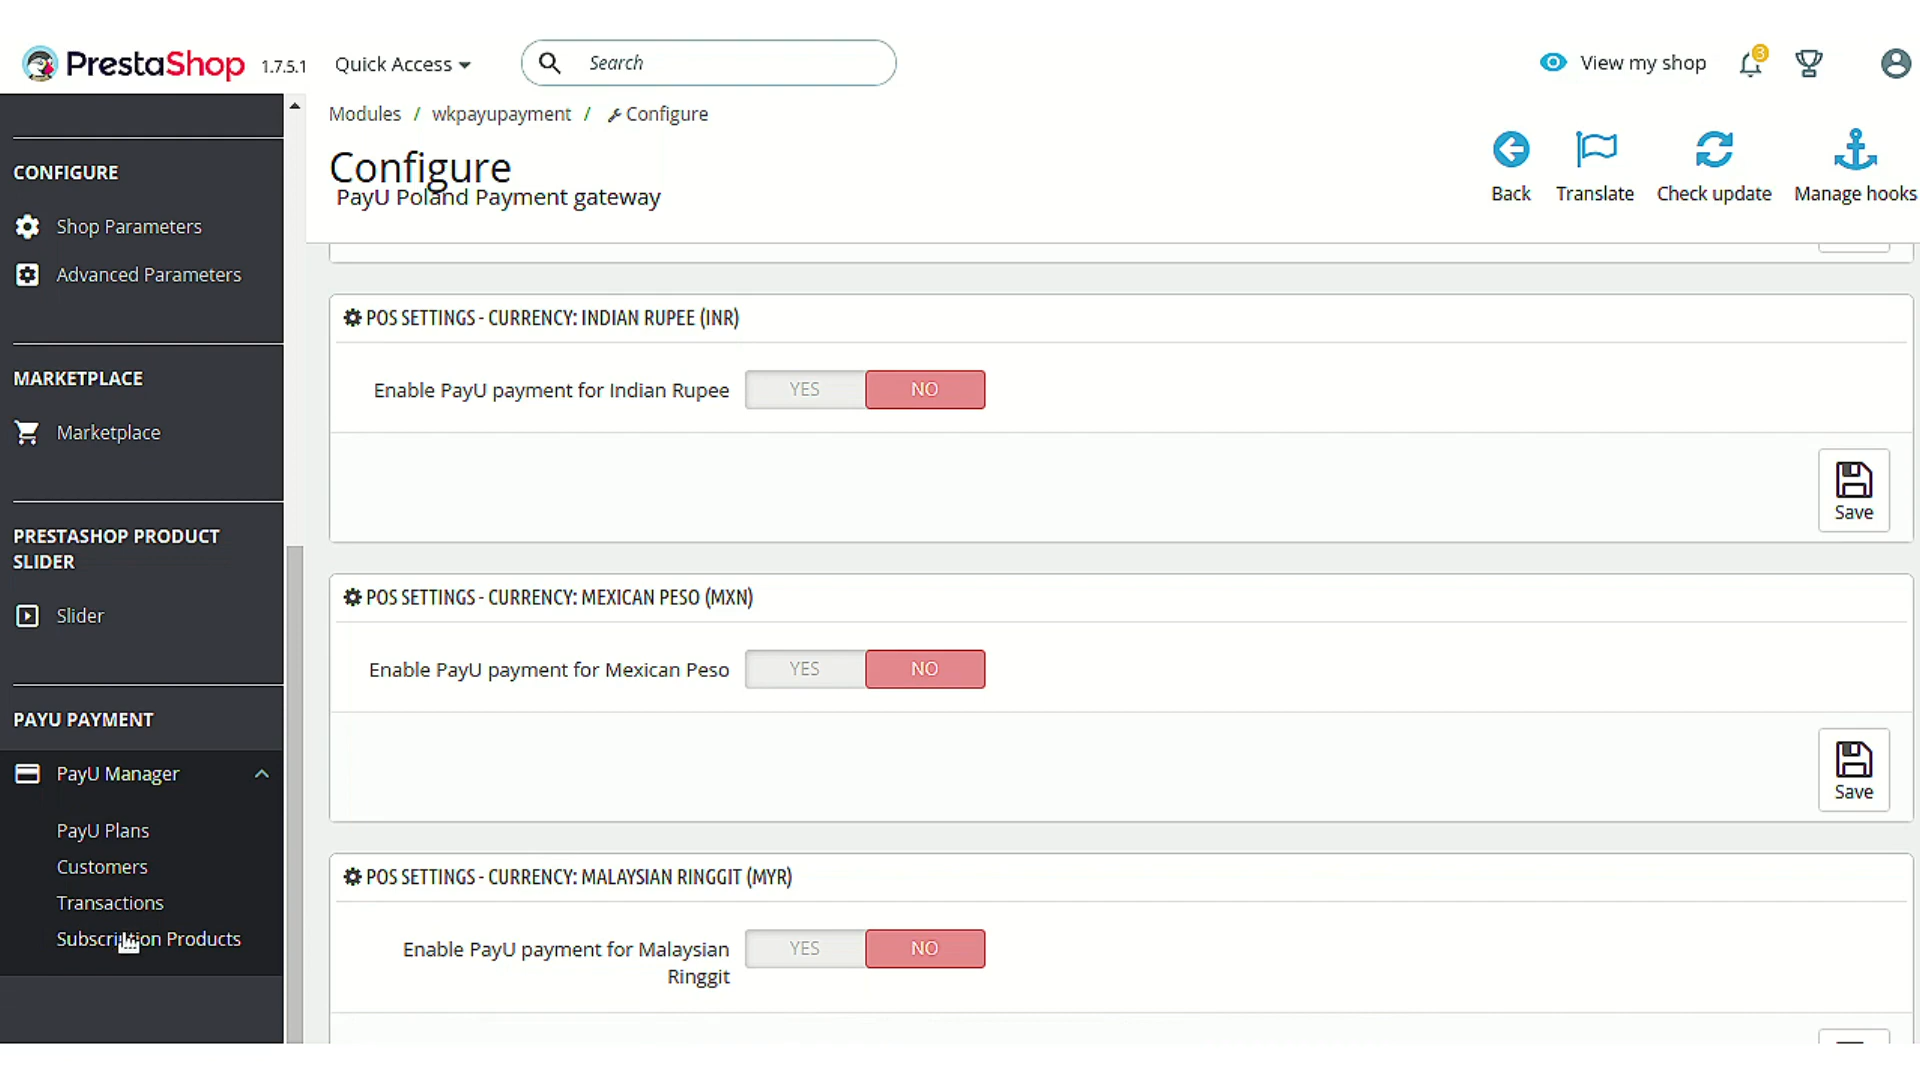 PrestaShop 1.7.5.1 Quick Access Search View my shop 3
Modules / wkpayupayment / Configure
Configure
PayU Poland Payment gateway
Back Translate Check update Manage hooks
CONFIGURE
Shop Parameters
Advanced Parameters
MARKETPLACE
Marketplace
PRESTASHOP PRODUCT
SLIDER
Slider
PAYU PAYMENT
PayU Manager
PayU Plans
Customers
Transactions
Subscription Products
POS SETTINGS - CURRENCY: INDIAN RUPEE (INR)
Enable PayU payment for Indian Rupee YES NO
Save
POS SETTINGS - CURRENCY: MEXICAN PESO (MXN)
Enable PayU payment for Mexican Peso YES NO
Save
POS SETTINGS - CURRENCY: MALAYSIAN RINGGIT (MYR)
Enable PayU payment for Malaysian
Ringgit
YES NO